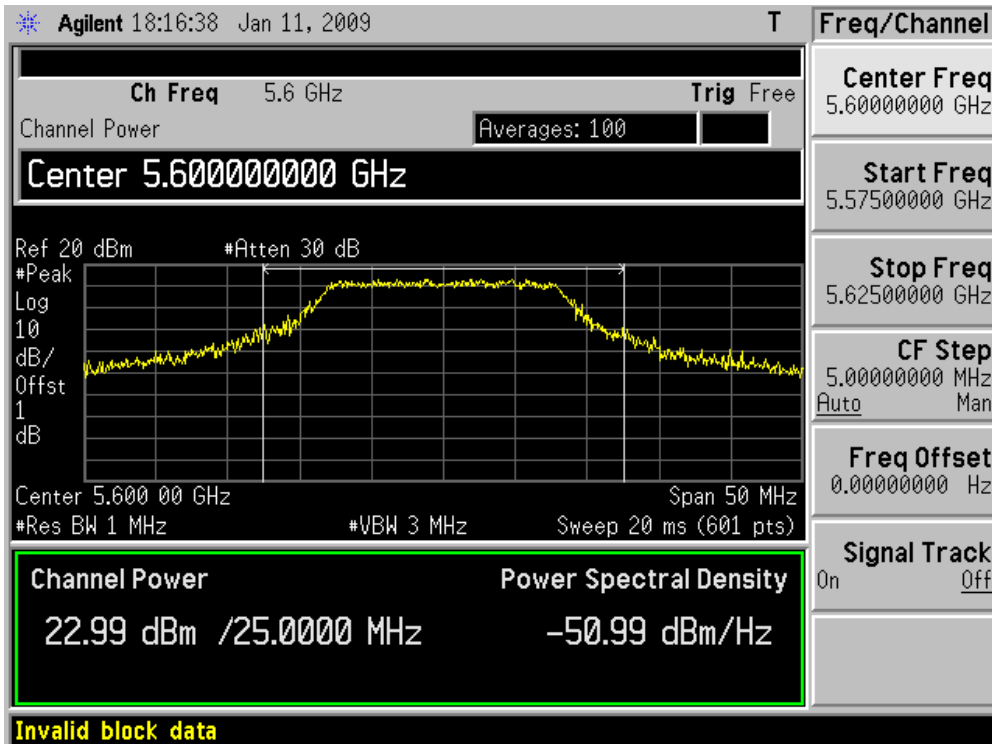 Agilent 18:16:38 Jan 11, 2009 T
Ch Freq 5.6 GHz Trig Free
Channel Power Averages: 100
Center 5.600000000 GHz
Ref 20 dBm #Atten 30 dB
#Peak
Log
10
dB/
Offst
1
dB
Center 5.600 00 GHz Span 50 MHz
#Res BW 1 MHz #VBW 3 MHz Sweep 20 ms (601 pts)
Channel Power Power Spectral Density
22.99 dBm /25.0000 MHz -50.99 dBm/Hz
Invalid block data
Freq/Channel
Center Freq
5.60000000 GHz
Start Freq
5.57500000 GHz
Stop Freq
5.62500000 GHz
CF Step
5.00000000 MHz
Auto Man
Freq Offset
0.00000000 Hz
Signal Track
On Off